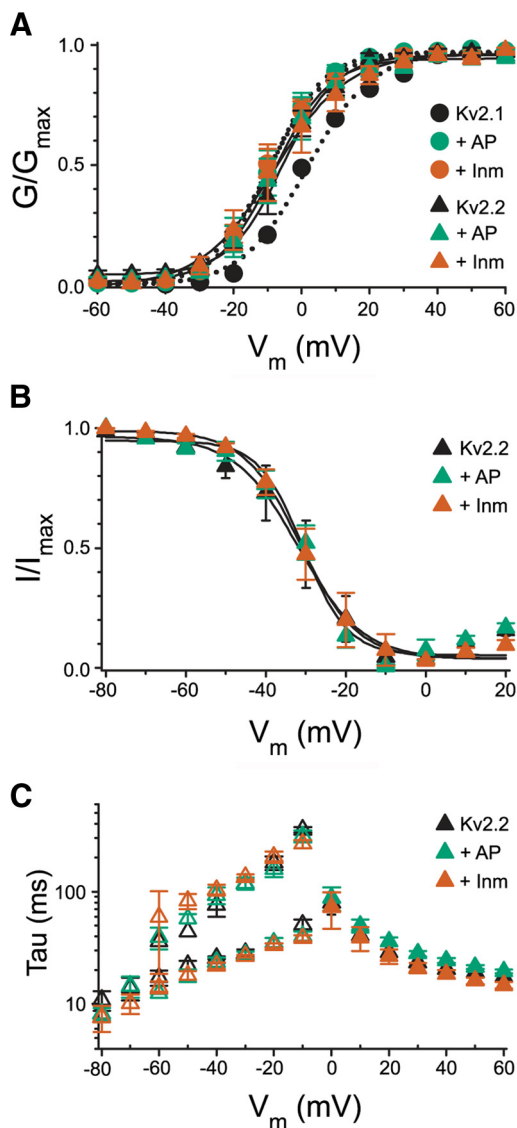 A
1.0
0.5
0.0
G/Gmax
Kv2.1
+ AP
+ Inm
Kv2.2
+ AP
+ Inm
-60 -40 -20 0 20 40 60
Vm (mV)
B
1.0
0.5
0.0
I/Imax
Kv2.2
+ AP
+ Inm
-80 -60 -40 -20 0 20
Vm (mV)
C
100
10
Tau (ms)
Kv2.2
+ AP
+ Inm
-80 -60 -40 -20 0 20 40 60
Vm (mV)